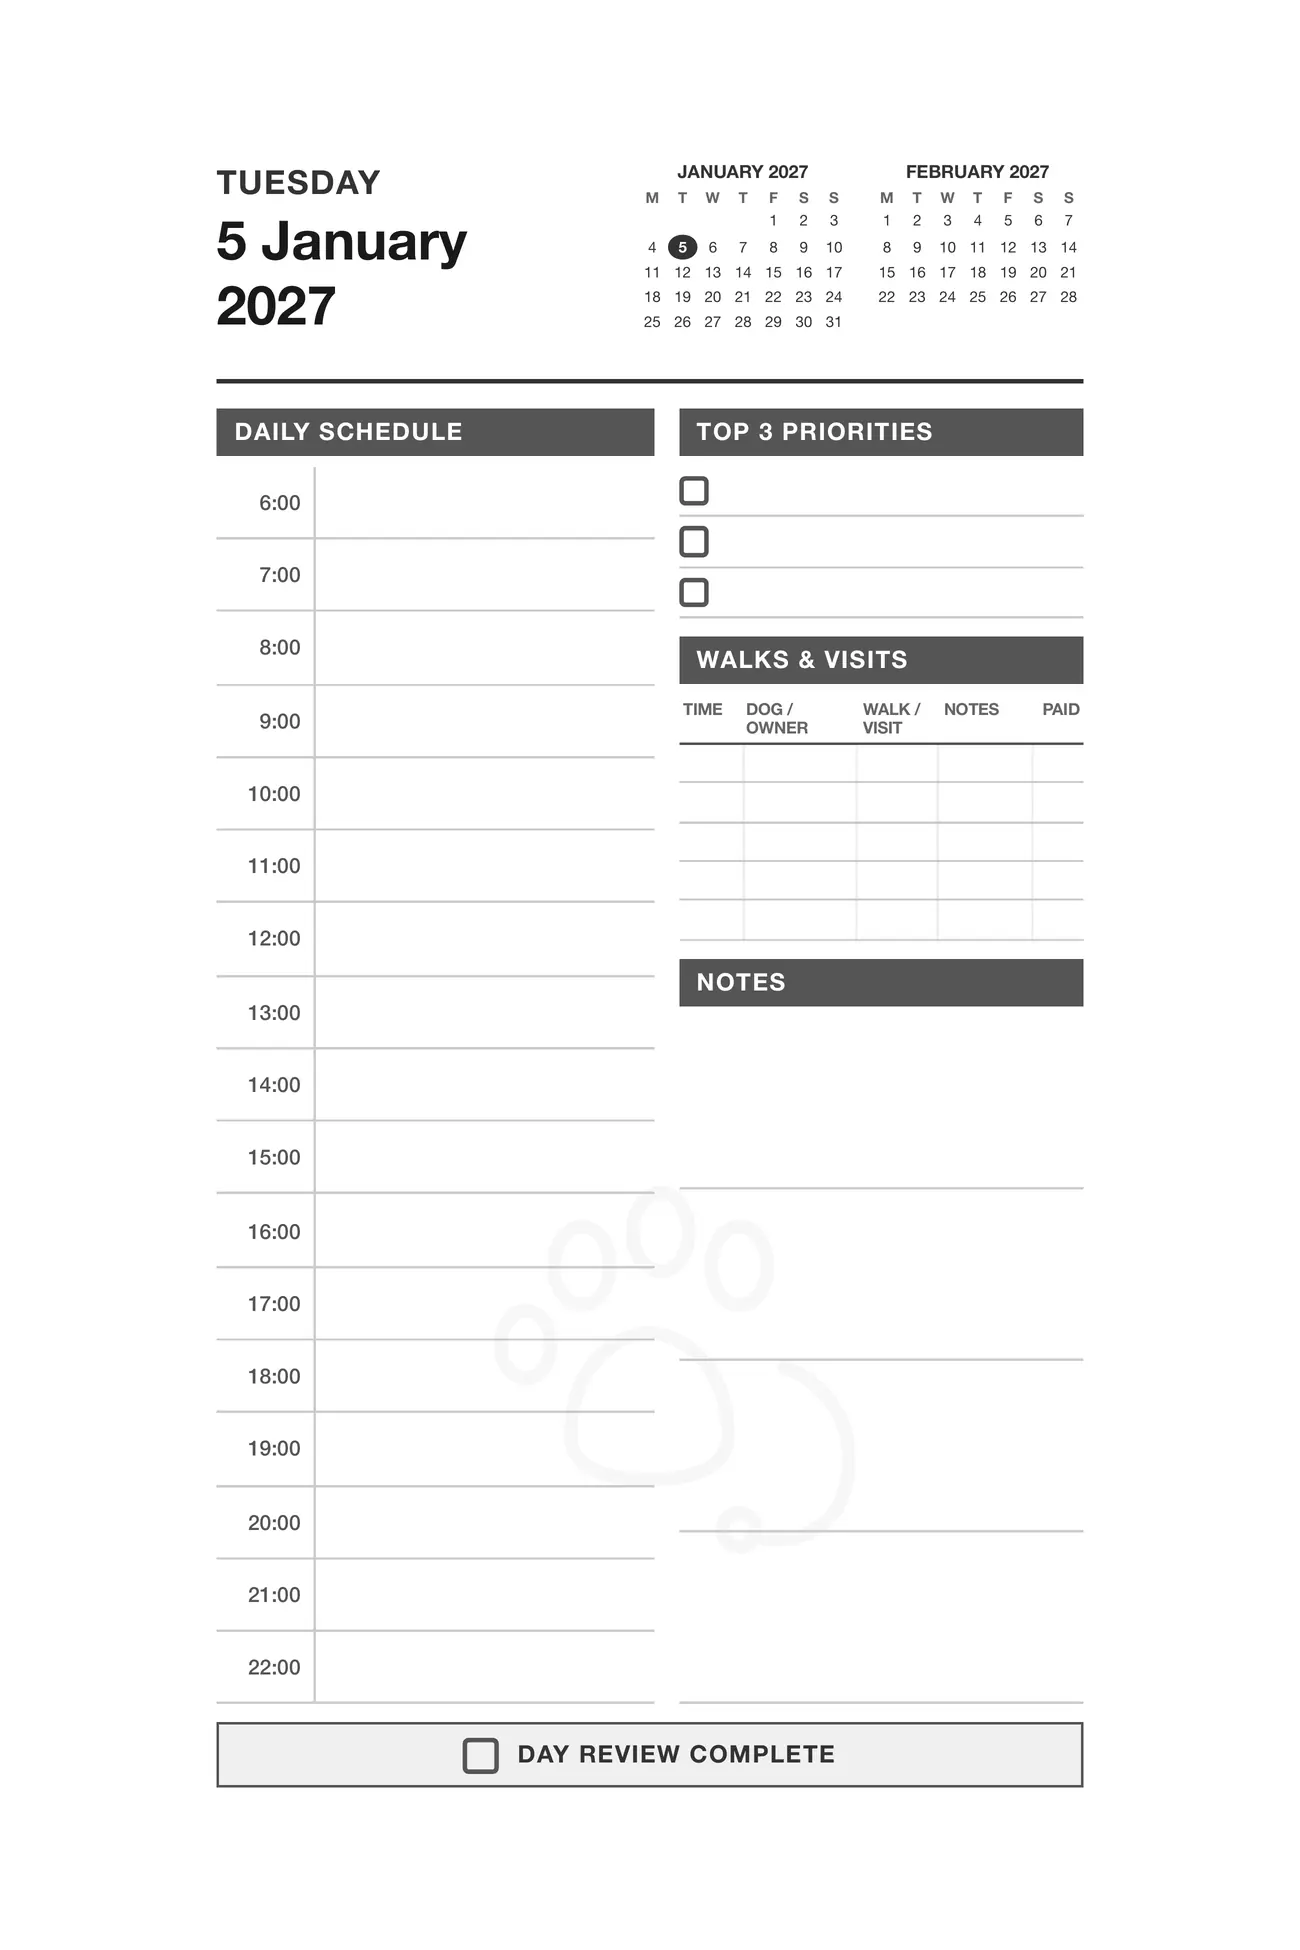 TUESDAY
5 January
2027
JANUARY 2027
M T W T F S S
1 2 3
4 5 6 7 8 9 10
11 12 13 14 15 16 17
18 19 20 21 22 23 24
25 26 27 28 29 30 31
FEBRUARY 2027
M T W T F S S
1 2 3 4 5 6 7
8 9 10 11 12 13 14
15 16 17 18 19 20 21
22 23 24 25 26 27 28
DAILY SCHEDULE
6:00
7:00
8:00
9:00
10:00
11:00
12:00
13:00
14:00
15:00
16:00
17:00
18:00
19:00
20:00
21:00
22:00
TOP 3 PRIORITIES
WALKS & VISITS
TIME DOG / OWNER WALK / VISIT NOTES PAID
NOTES
DAY REVIEW COMPLETE